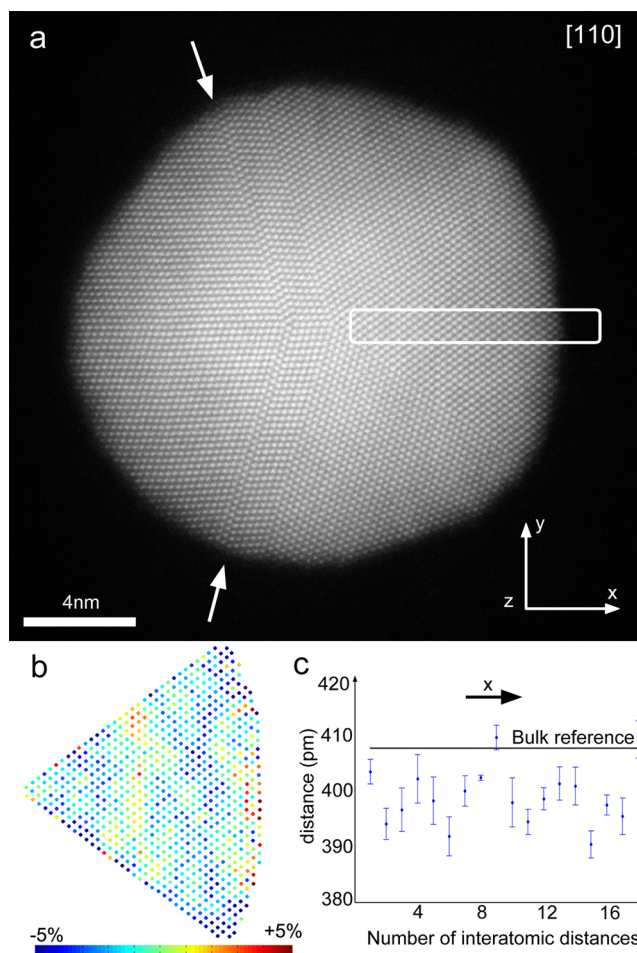 a
[110]
y
z
x
4nm
b
-5%
+5%
c
420
x
410
Bulk reference
distance (pm)
400
390
380
4
8
12
16
Number of interatomic distances